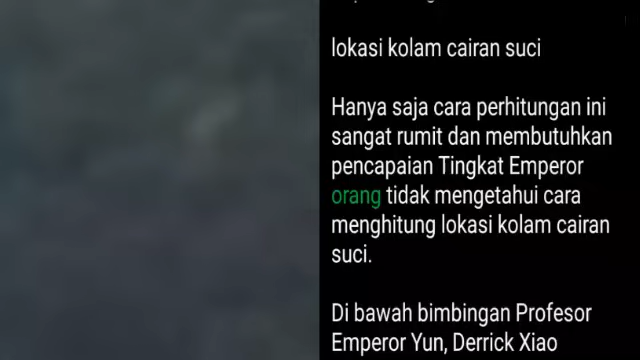 lokasi kolam cairan suci
Hanya saja cara perhitungan ini
sangat rumit dan membutuhkan
pencapaian Tingkat Emperor
orang tidak mengetahui cara
menghitung lokasi kolam cairan
suci.
Di bawah bimbingan Profesor
Emperor Yun, Derrick Xiao